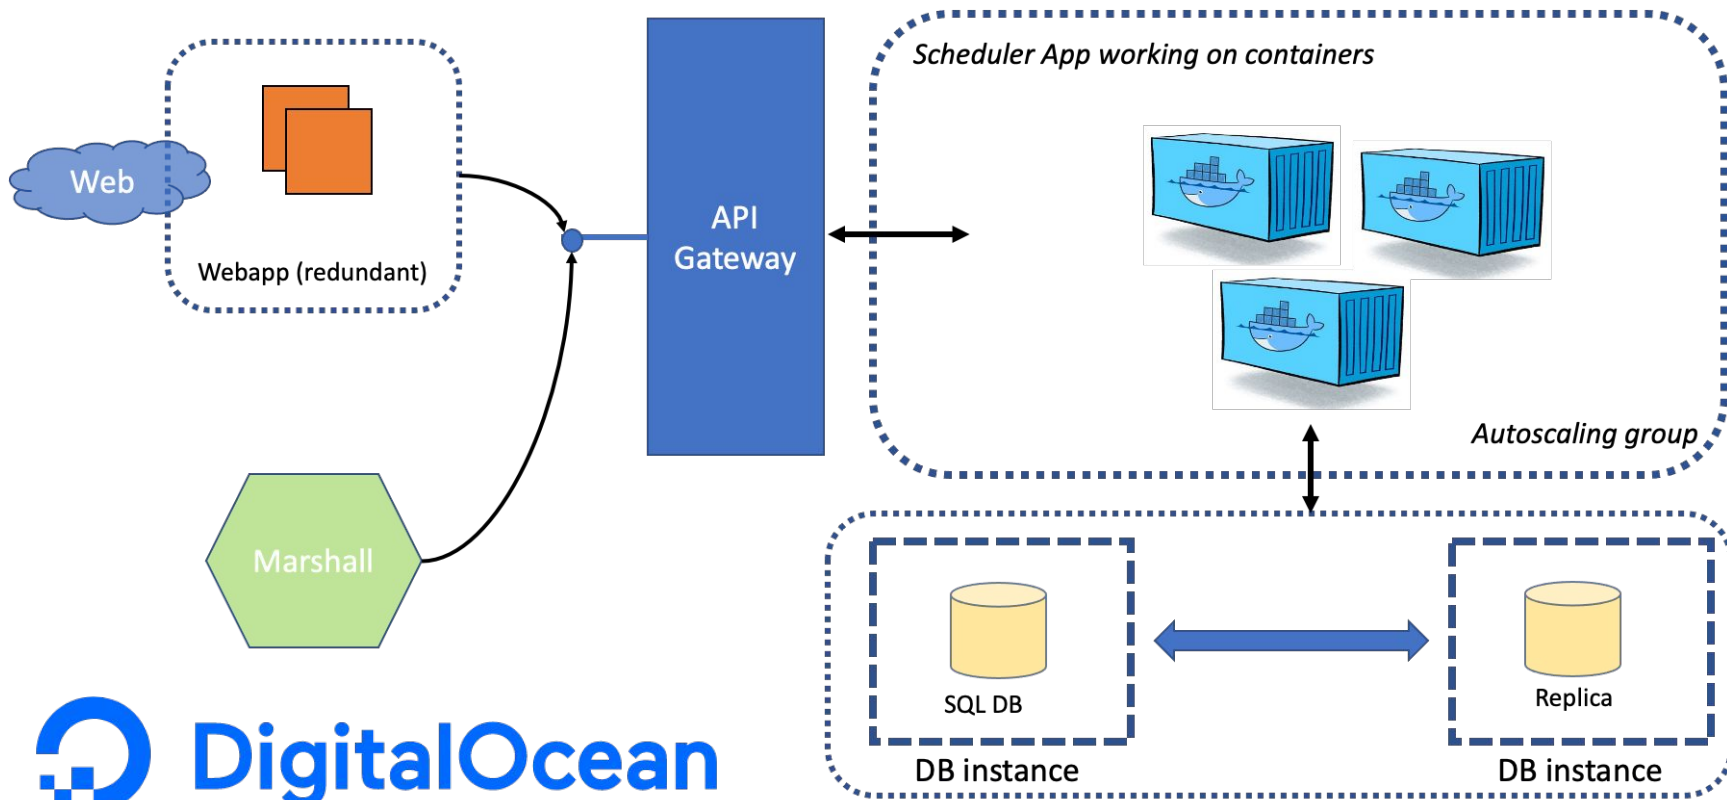 Scheduler App working on containers
Web
Webapp (redundant)
API
Gateway
Autoscaling group
Marshall
SQL DB
Replica
DB instance
DB instance
DigitalOcean